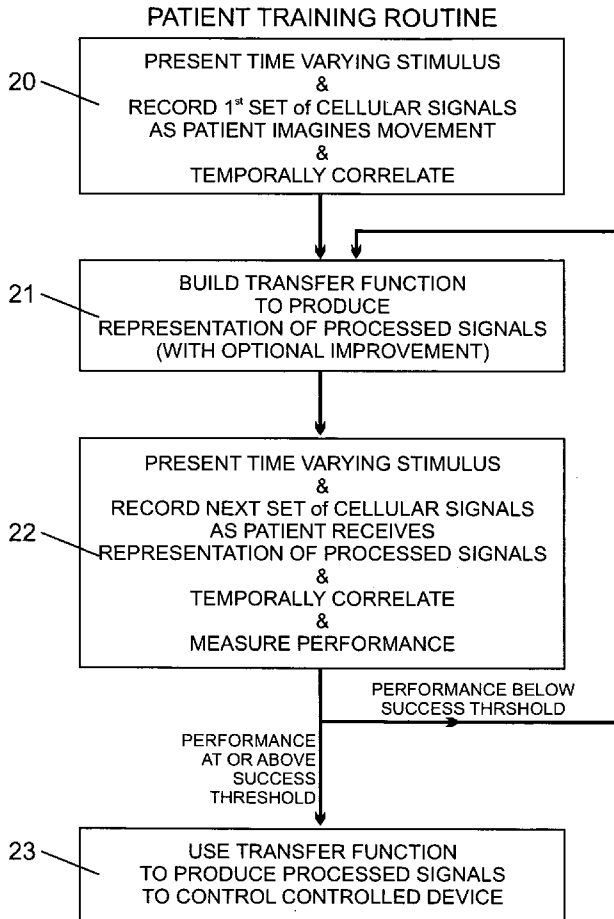 PATIENT TRAINING ROUTINE
20
PRESENT TIME VARYING STIMULUS
&
RECORD 1st SET of CELLULAR SIGNALS
AS PATIENT IMAGINES MOVEMENT
&
TEMPORALLY CORRELATE
21
BUILD TRANSFER FUNCTION
TO PRODUCE
REPRESENTATION OF PROCESSED SIGNALS
(WITH OPTIONAL IMPROVEMENT)
22
PRESENT TIME VARYING STIMULUS
&
RECORD NEXT SET of CELLULAR SIGNALS
AS PATIENT RECEIVES
REPRESENTATION OF PROCESSED SIGNALS
&
TEMPORALLY CORRELATE
&
MEASURE PERFORMANCE
PERFORMANCE BELOW
SUCCESS THRSHOLD
PERFORMANCE
AT OR ABOVE
SUCCESS
THRESHOLD
23
USE TRANSFER FUNCTION
TO PRODUCE PROCESSED SIGNALS
TO CONTROL CONTROLLED DEVICE